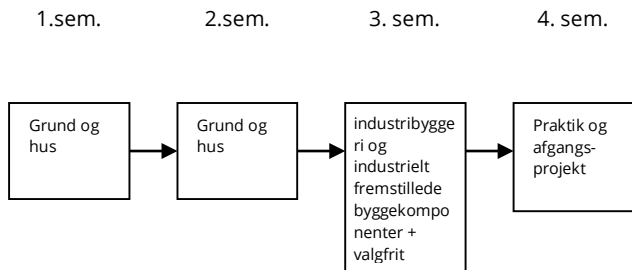 1.sem.
2.sem.
3. sem.
4. sem.
Grund og
hus
Grund og
hus
industribygge
ri og
industrielt
fremstillede
byggekompo
nenter +
valgfrit
Praktik og
afgangs-
projekt